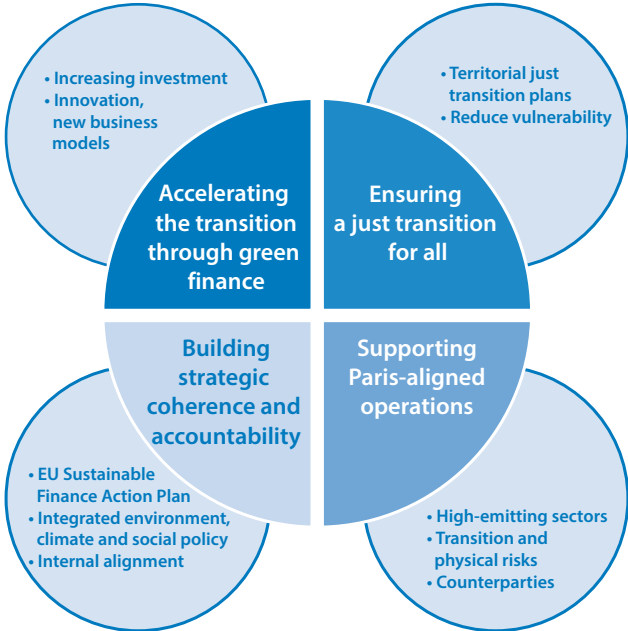 • Increasing investment
• Innovation,
new business
models
• Territorial just
transition plans
• Reduce vulnerability
Accelerating
the transition
through green
finance
Ensuring
a just transition
for all
Building
strategic
coherence and
accountability
Supporting
Paris-aligned
operations
• EU Sustainable
Finance Action Plan
• Integrated environment,
climate and social policy
• Internal alignment
• High-emitting sectors
• Transition and
physical risks
• Counterparties